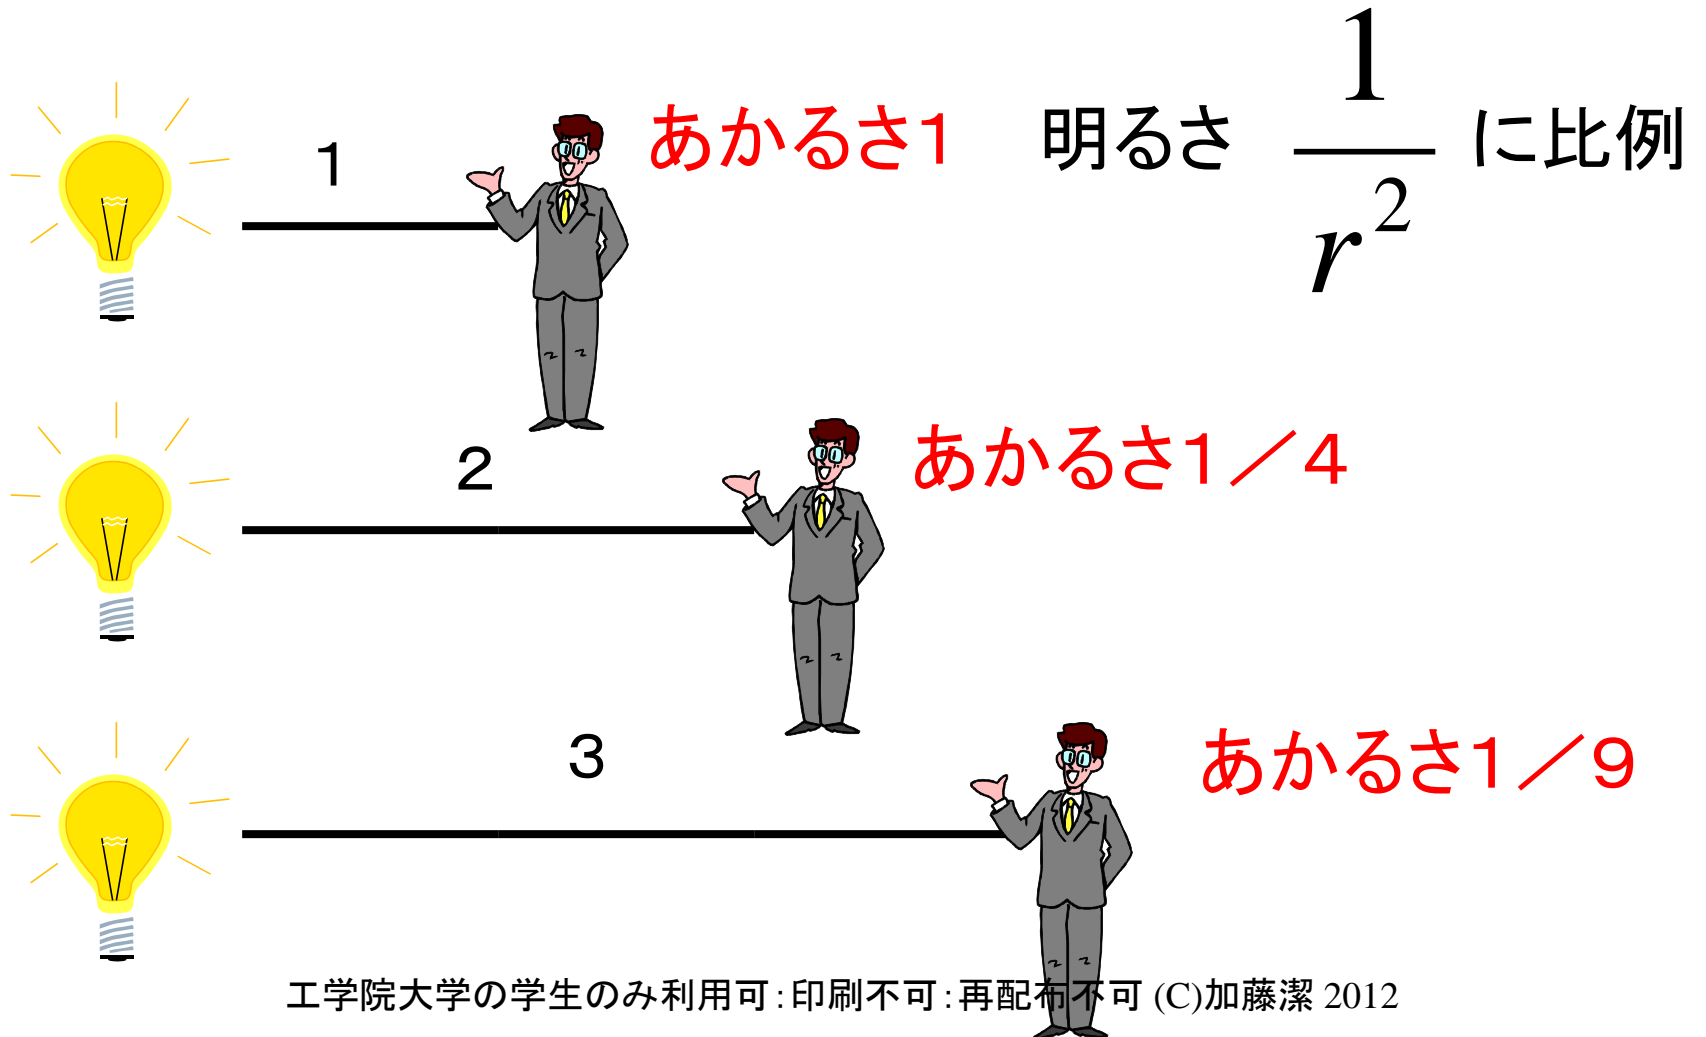 1
あかるさ1
明るさ 1/r² に比例
2
あかるさ1／4
3
あかるさ1／9
工学院大学の学生のみ利用可：印刷不可：再配布不可 (C)加藤潔 2012